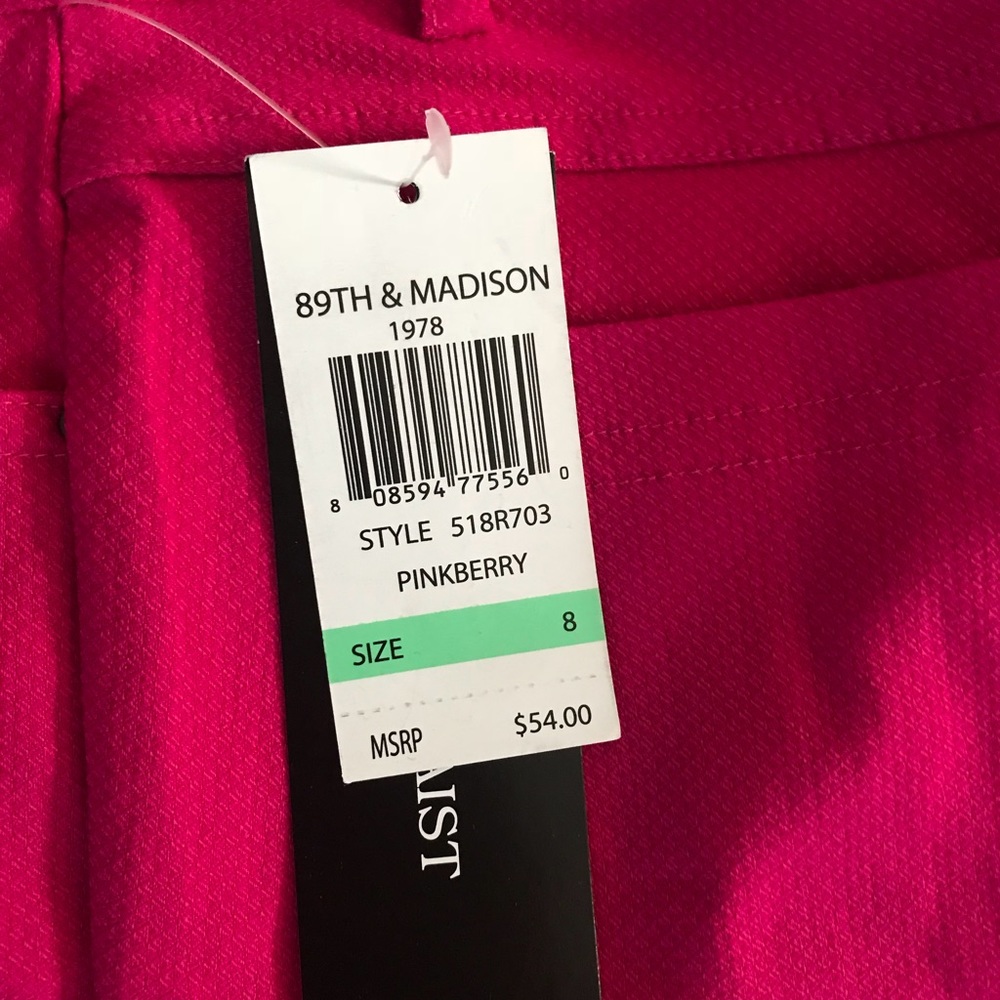 89TH & MADISON
1978
8 08594 77556 0
STYLE 518R703
PINKBERRY
SIZE 8
MSRP $54.00